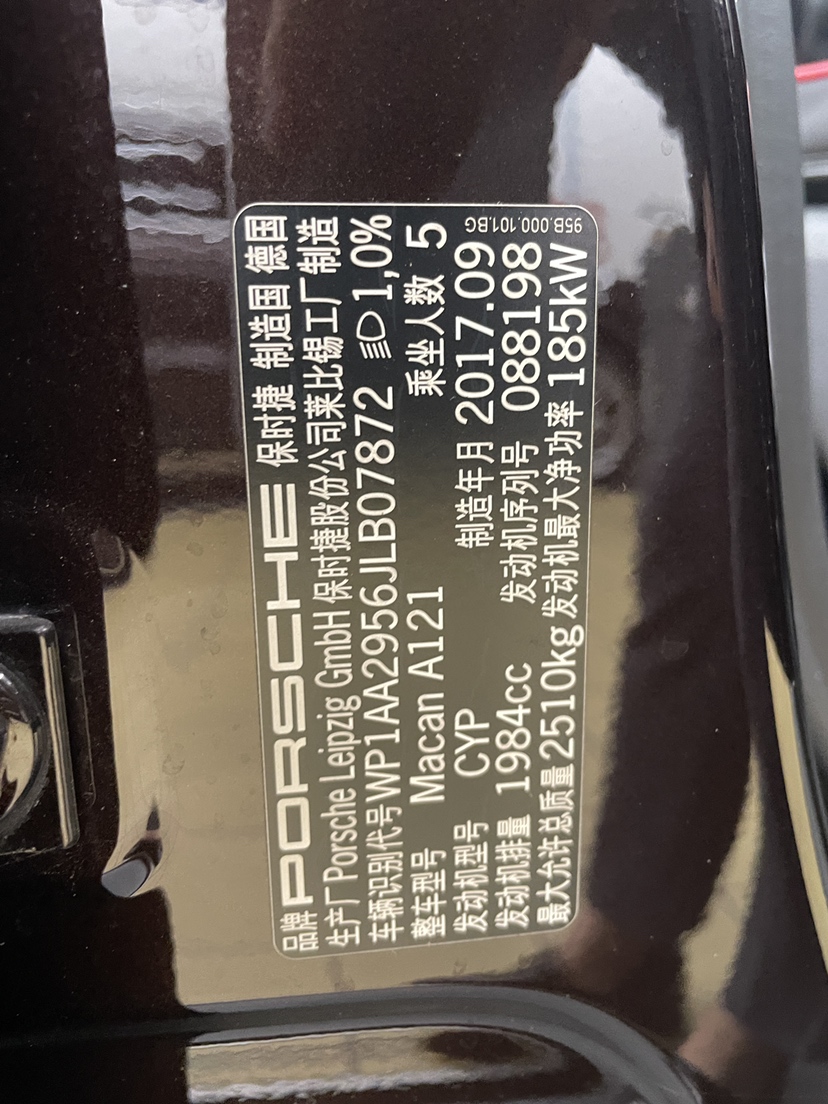 品牌 PORSCHE 保时捷 制造国 德国
生产厂 Porsche Leipzig GmbH 保时捷股份公司莱比锡工厂制造
车辆识别代号 WP1AA2956JLB07872 1,0%
整车型号 Macan A121 乘坐人数 5
发动机型号 CYP 制造年月 2017.09
发动机排量 1984cc 发动机序列号 088198
最大允许总质量 2510kg 发动机最大净功率 185kW
95B.000.101.BG